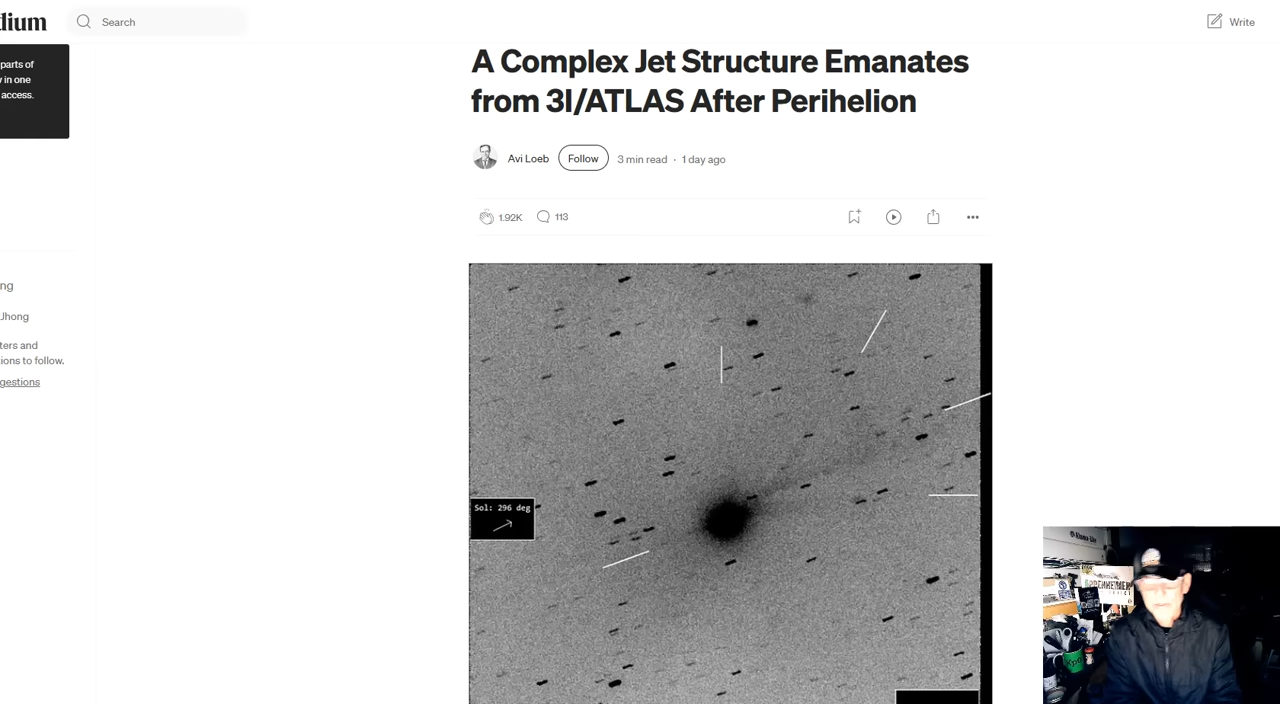 dium
Search
Write
parts of
y in one
access.
A Complex Jet Structure Emanates
from 3I/ATLAS After Perihelion
Avi Loeb
Follow
3 min read · 1 day ago
1.92K
113
ng
Jhong
ters and
ions to follow.
gestions
Sol: 296 deg
OPPENHEIMER